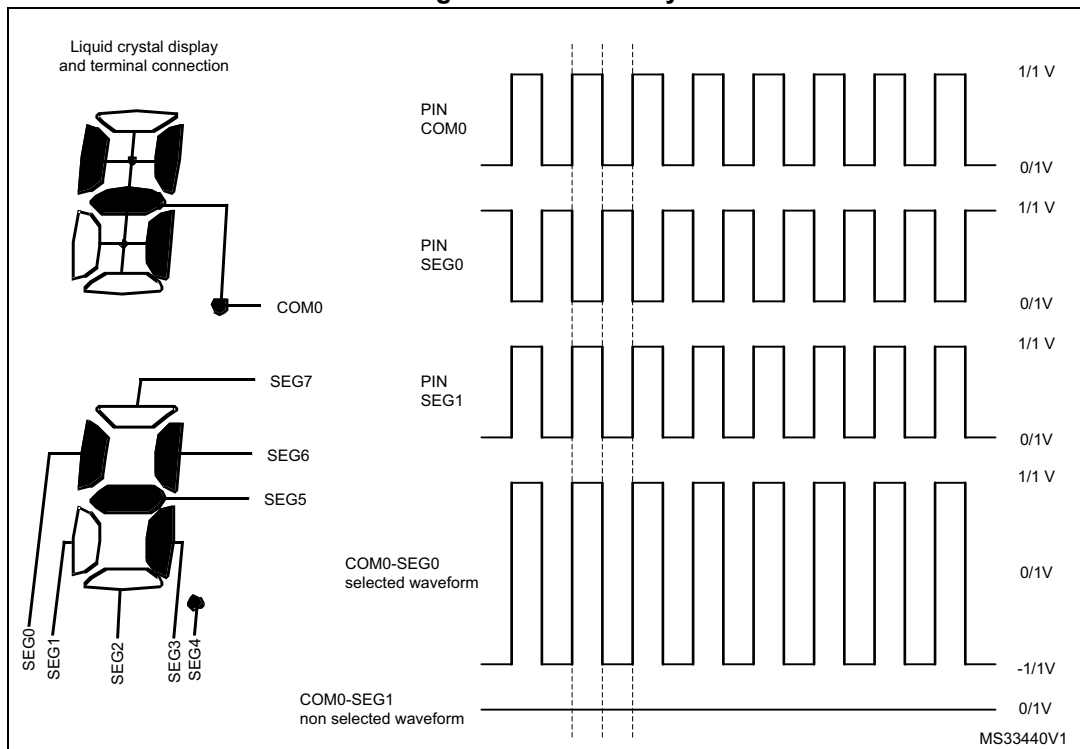 Liquid crystal display
and terminal connection
COM0
SEG7
SEG6
SEG5
SEG0
SEG1
SEG2
SEG3
SEG4
PIN
COM0
1/1 V
0/1V
PIN
SEG0
1/1 V
0/1V
PIN
SEG1
1/1 V
0/1V
COM0-SEG0
selected waveform
1/1 V
0/1V
-1/1V
COM0-SEG1
non selected waveform
0/1V
MS33440V1